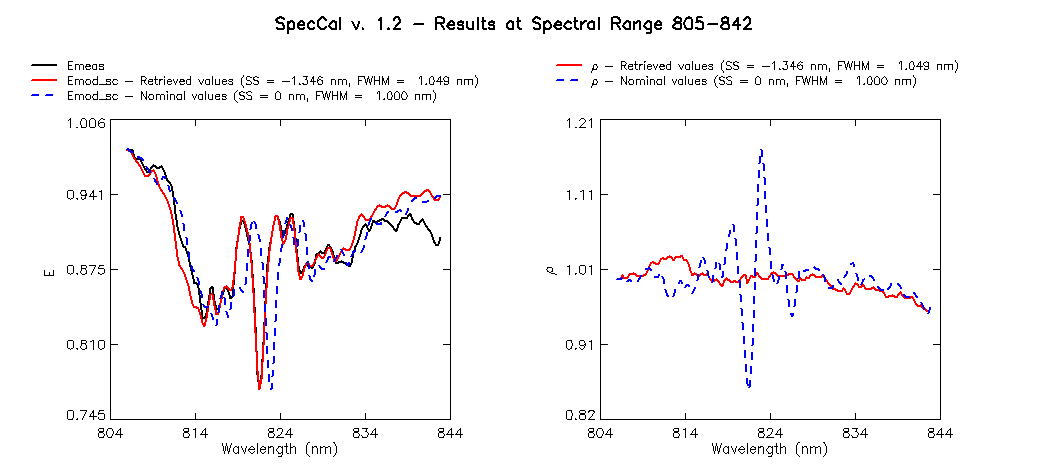 SpecCal v. 1.2 – Results at Spectral Range 805–842
Emeas
Emod_sc – Retrieved values (SS = –1.346 nm, FWHM = 1.049 nm)
Emod_sc – Nominal values (SS = 0 nm, FWHM = 1.000 nm)
ρ – Retrieved values (SS = –1.346 nm, FWHM = 1.049 nm)
ρ – Nominal values (SS = 0 nm, FWHM = 1.000 nm)
1.006
0.941
0.875
0.810
0.745
E
804 814 824 834 844
Wavelength (nm)
1.21
1.11
1.01
0.91
0.82
ρ
804 814 824 834 844
Wavelength (nm)